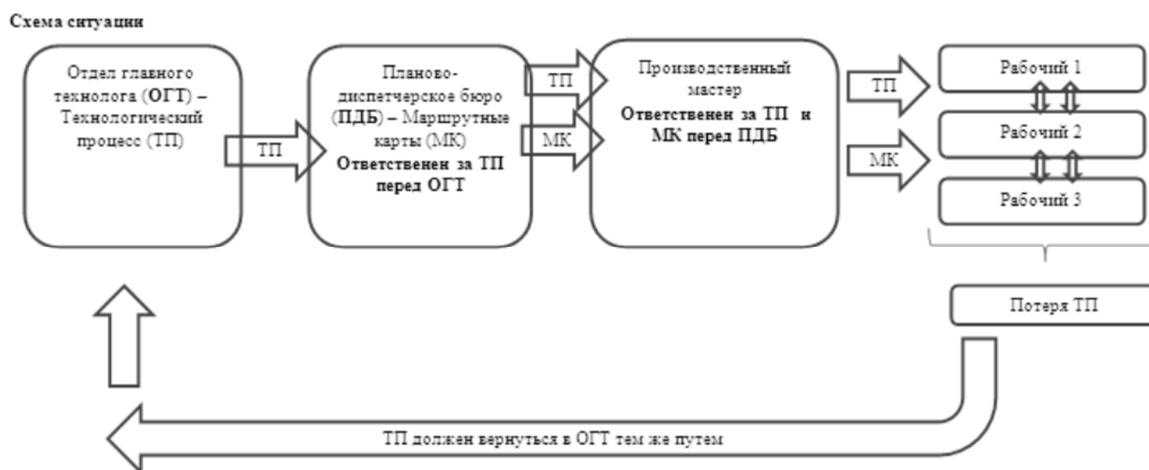 Схема ситуации
Отдел главного
технолога (ОГТ) –
Технологический
процесс (ТП)
ТП
Планово-
диспетчерское бюро
(ПДБ) – Маршрутные
карты (МК)
Ответственен за ТП
перед ОГТ
ТП
МК
Производственный
мастер
Ответственен за ТП и
МК перед ПДБ
ТП
МК
Рабочий 1
Рабочий 2
Рабочий 3
Потеря ТП
ТП должен вернуться в ОГТ тем же путем